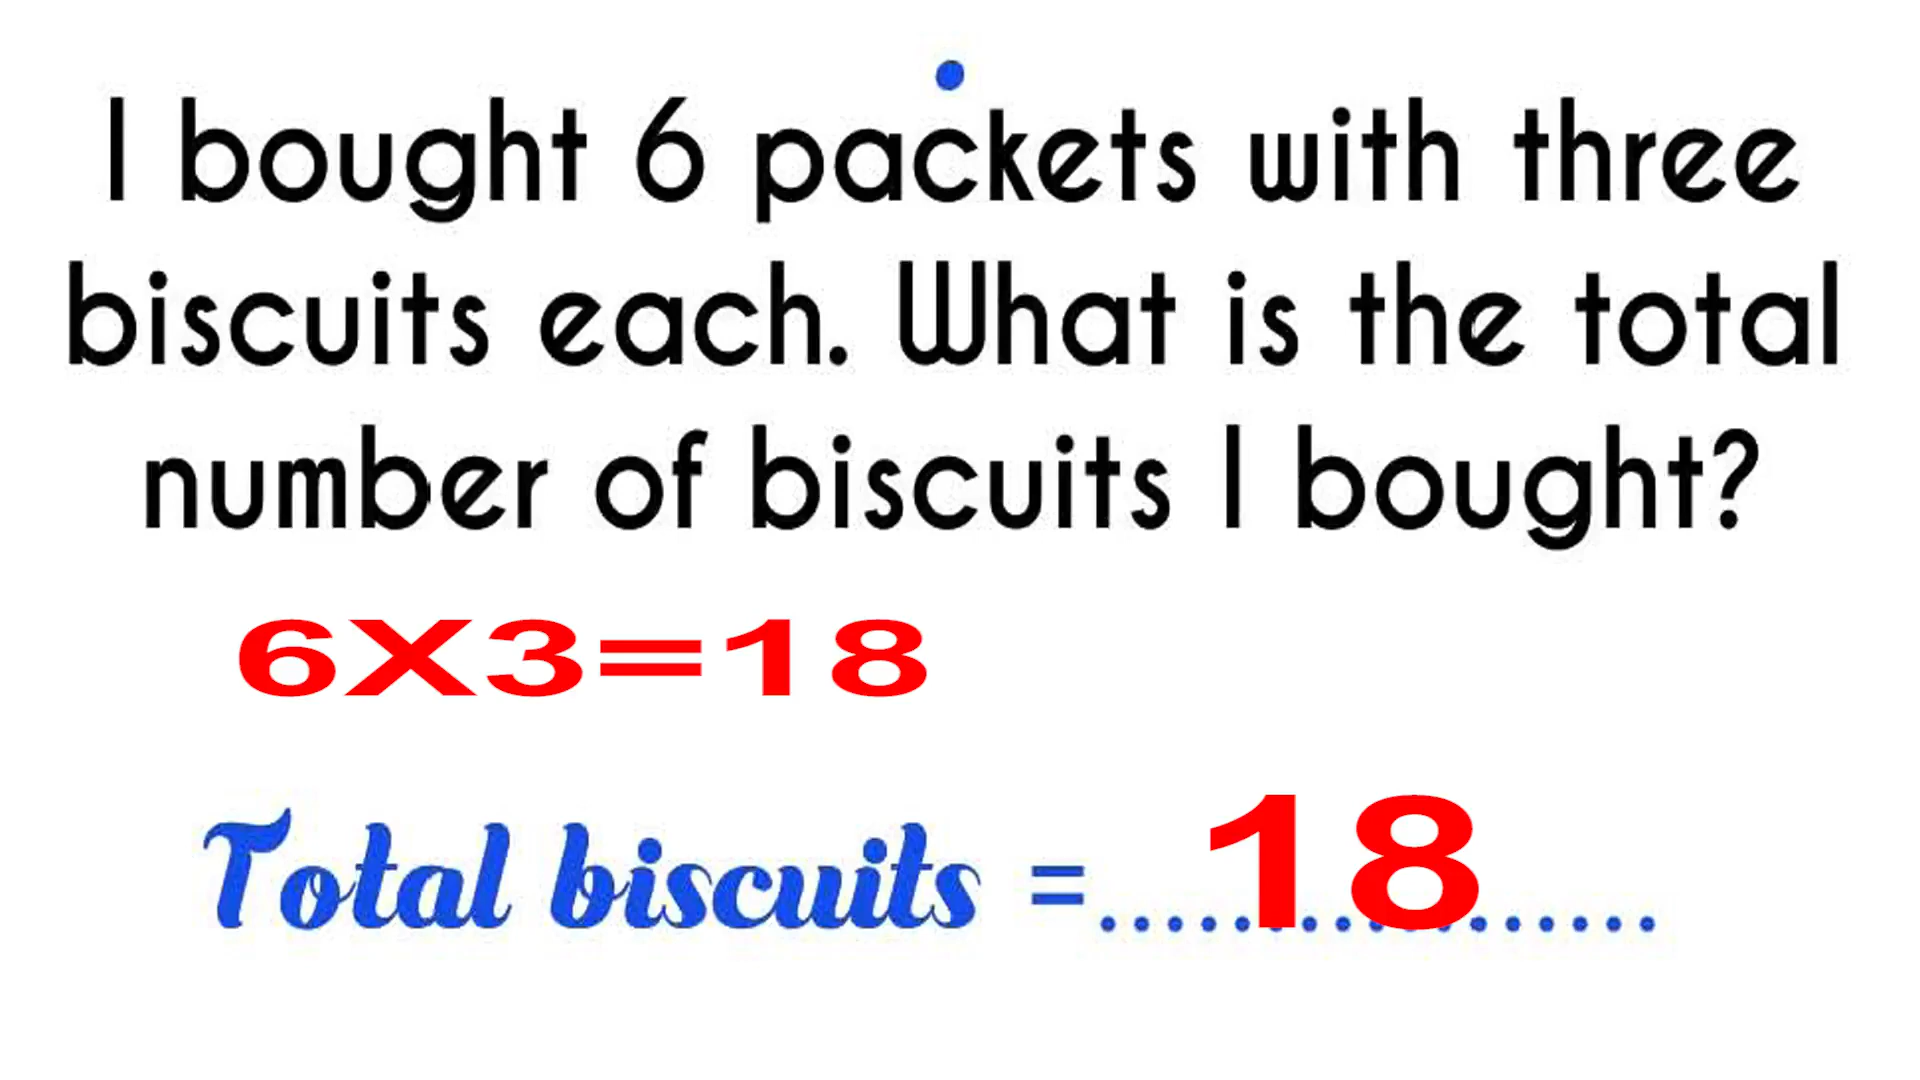 I bought 6 packets with three
biscuits each. What is the total
number of biscuits I bought?
6X3=18
Total biscuits =.......18.......